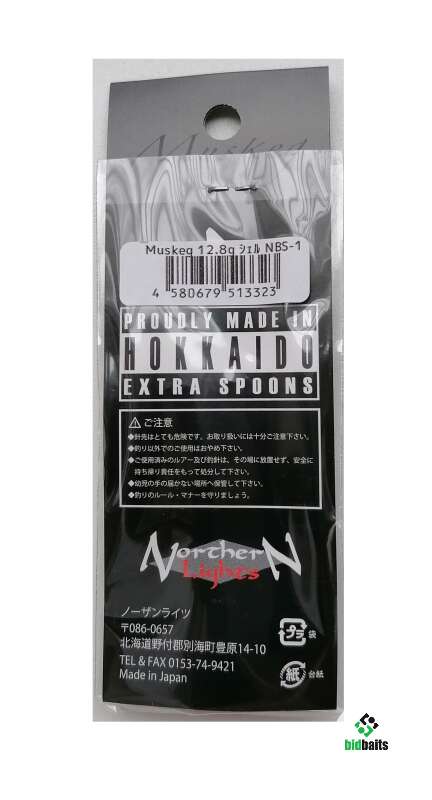 Muskeg
Muskeg 12.8g ｼｪﾙ NBS-1
4 580679 513323
PROUDLY MADE IN
HOKKAIDO
EXTRA SPOONS
⚠ ご注意
◆針先はとても危険です。お取り扱いには十分ご注意下さい。
◆釣り以外でのご使用はおやめ下さい。
◆ご使用済みのルアー及び釣針は、その場に放置せず、安全に
持ち帰り責任をもって処分して下さい。
◆幼児の手の届かない場所へ保管して下さい。
◆釣りのルール・マナーを守りましょう。
NortherN
Lights
ノーザンライツ
〒086-0657
北海道野付郡別海町豊原14-10
TEL & FAX 0153-74-9421
Made in Japan
プラ 袋
紙 台紙
bidbaits